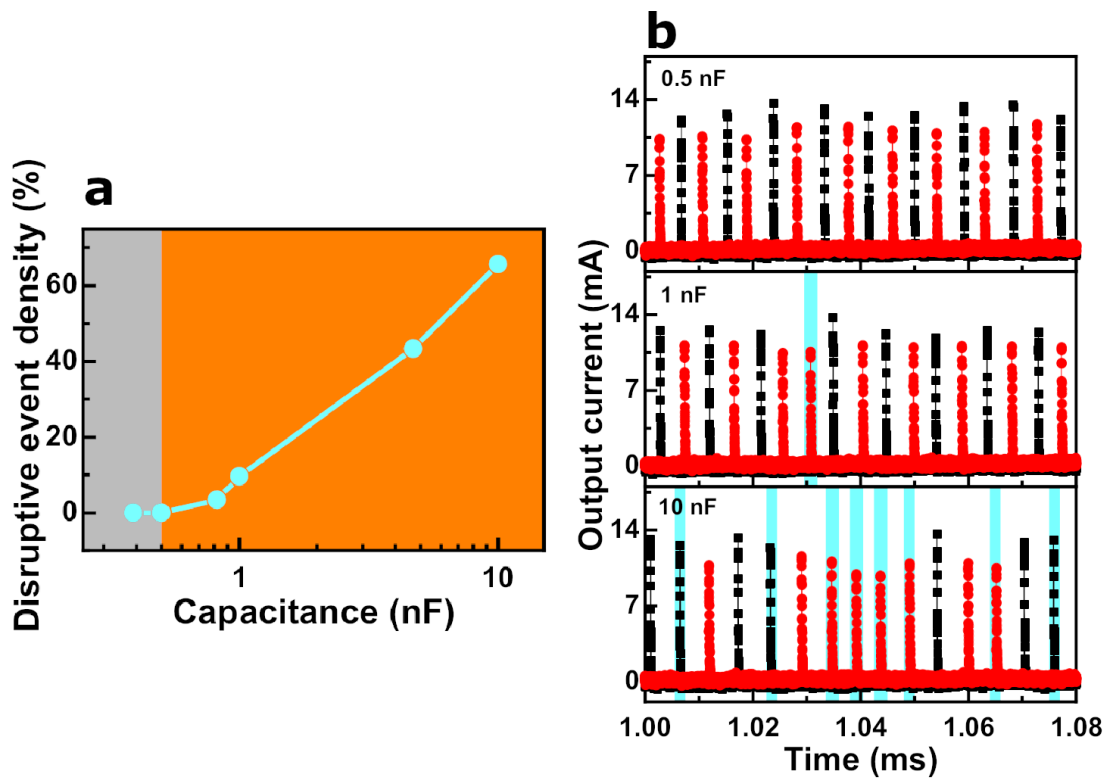 a
Disruptive event density (%)
60
40
20
0
1
10
Capacitance (nF)
b
Output current (mA)
0.5 nF
14
7
0
1 nF
14
7
0
10 nF
14
7
0
1.00
1.02
1.04
1.06
1.08
Time (ms)